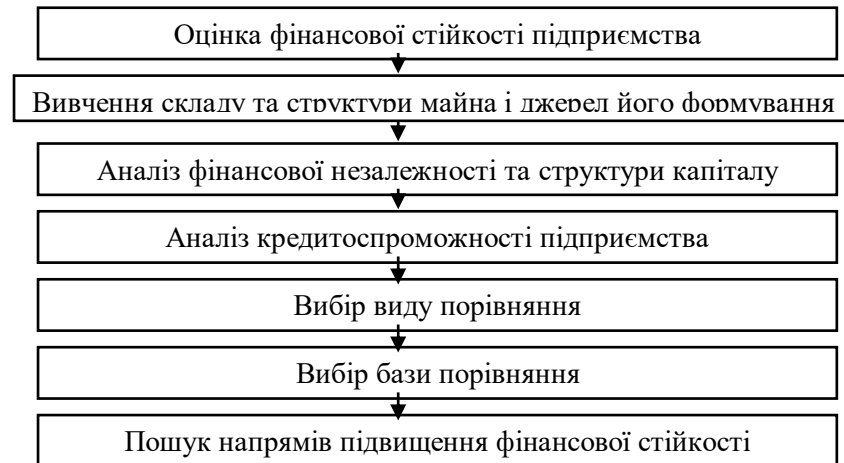 Оцінка фінансової стійкості підприємства
Вивчення складу та структури майна і джерел його формування
Аналіз фінансової незалежності та структури капіталу
Аналіз кредитоспроможності підприємства
Вибір виду порівняння
Вибір бази порівняння
Пошук напрямів підвищення фінансової стійкості